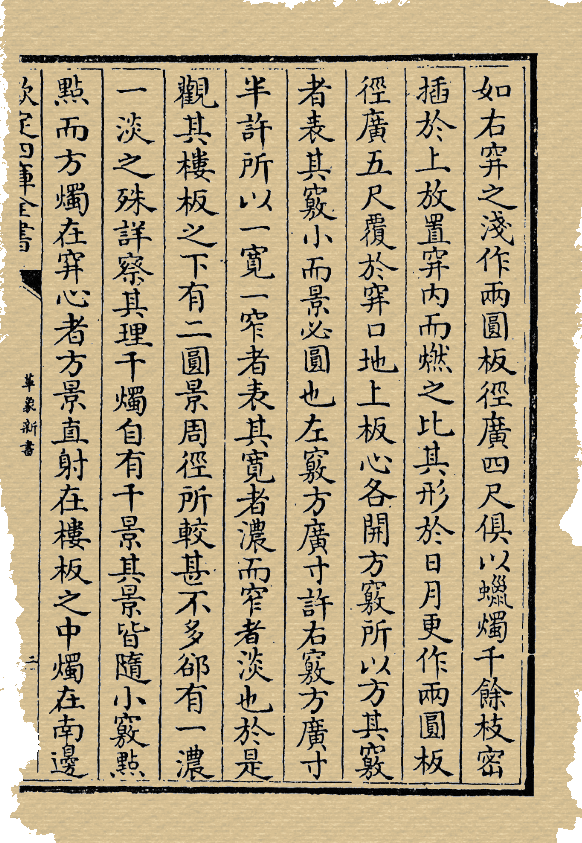 如右穽之淺作兩圓板徑廣四尺俱以蠟燭千餘枝密
插於上放置穽内而燃之比其形於日月更作兩圓板
徑廣五尺覆於穽口地上板心各開方竅所以方其竅
者表其竅小而景必圓也左竅方廣寸許右竅方廣寸
半許所以一寛一窄者表其寛者濃而窄者淡也於是
觀其樓板之下有二圓景周徑所較甚不多郤有一濃
一淡之殊詳察其理千燭自有千景其景皆隨小竅點
點而方燭在穽心者方景直射在樓板之中燭在南邊
欽定四庫全書
革象新書